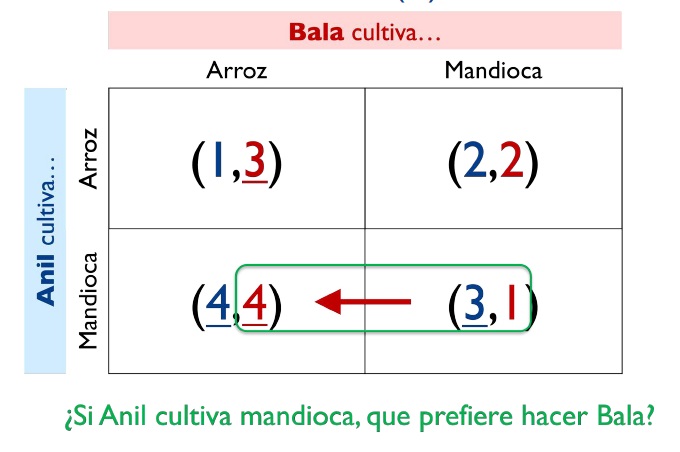 Bala cultiva…
Arroz Mandioca
Anil cultiva…
Arroz
(1,3) (2,2)
Mandioca
(4,4) (3,1)
¿Si Anil cultiva mandioca, que prefiere hacer Bala?